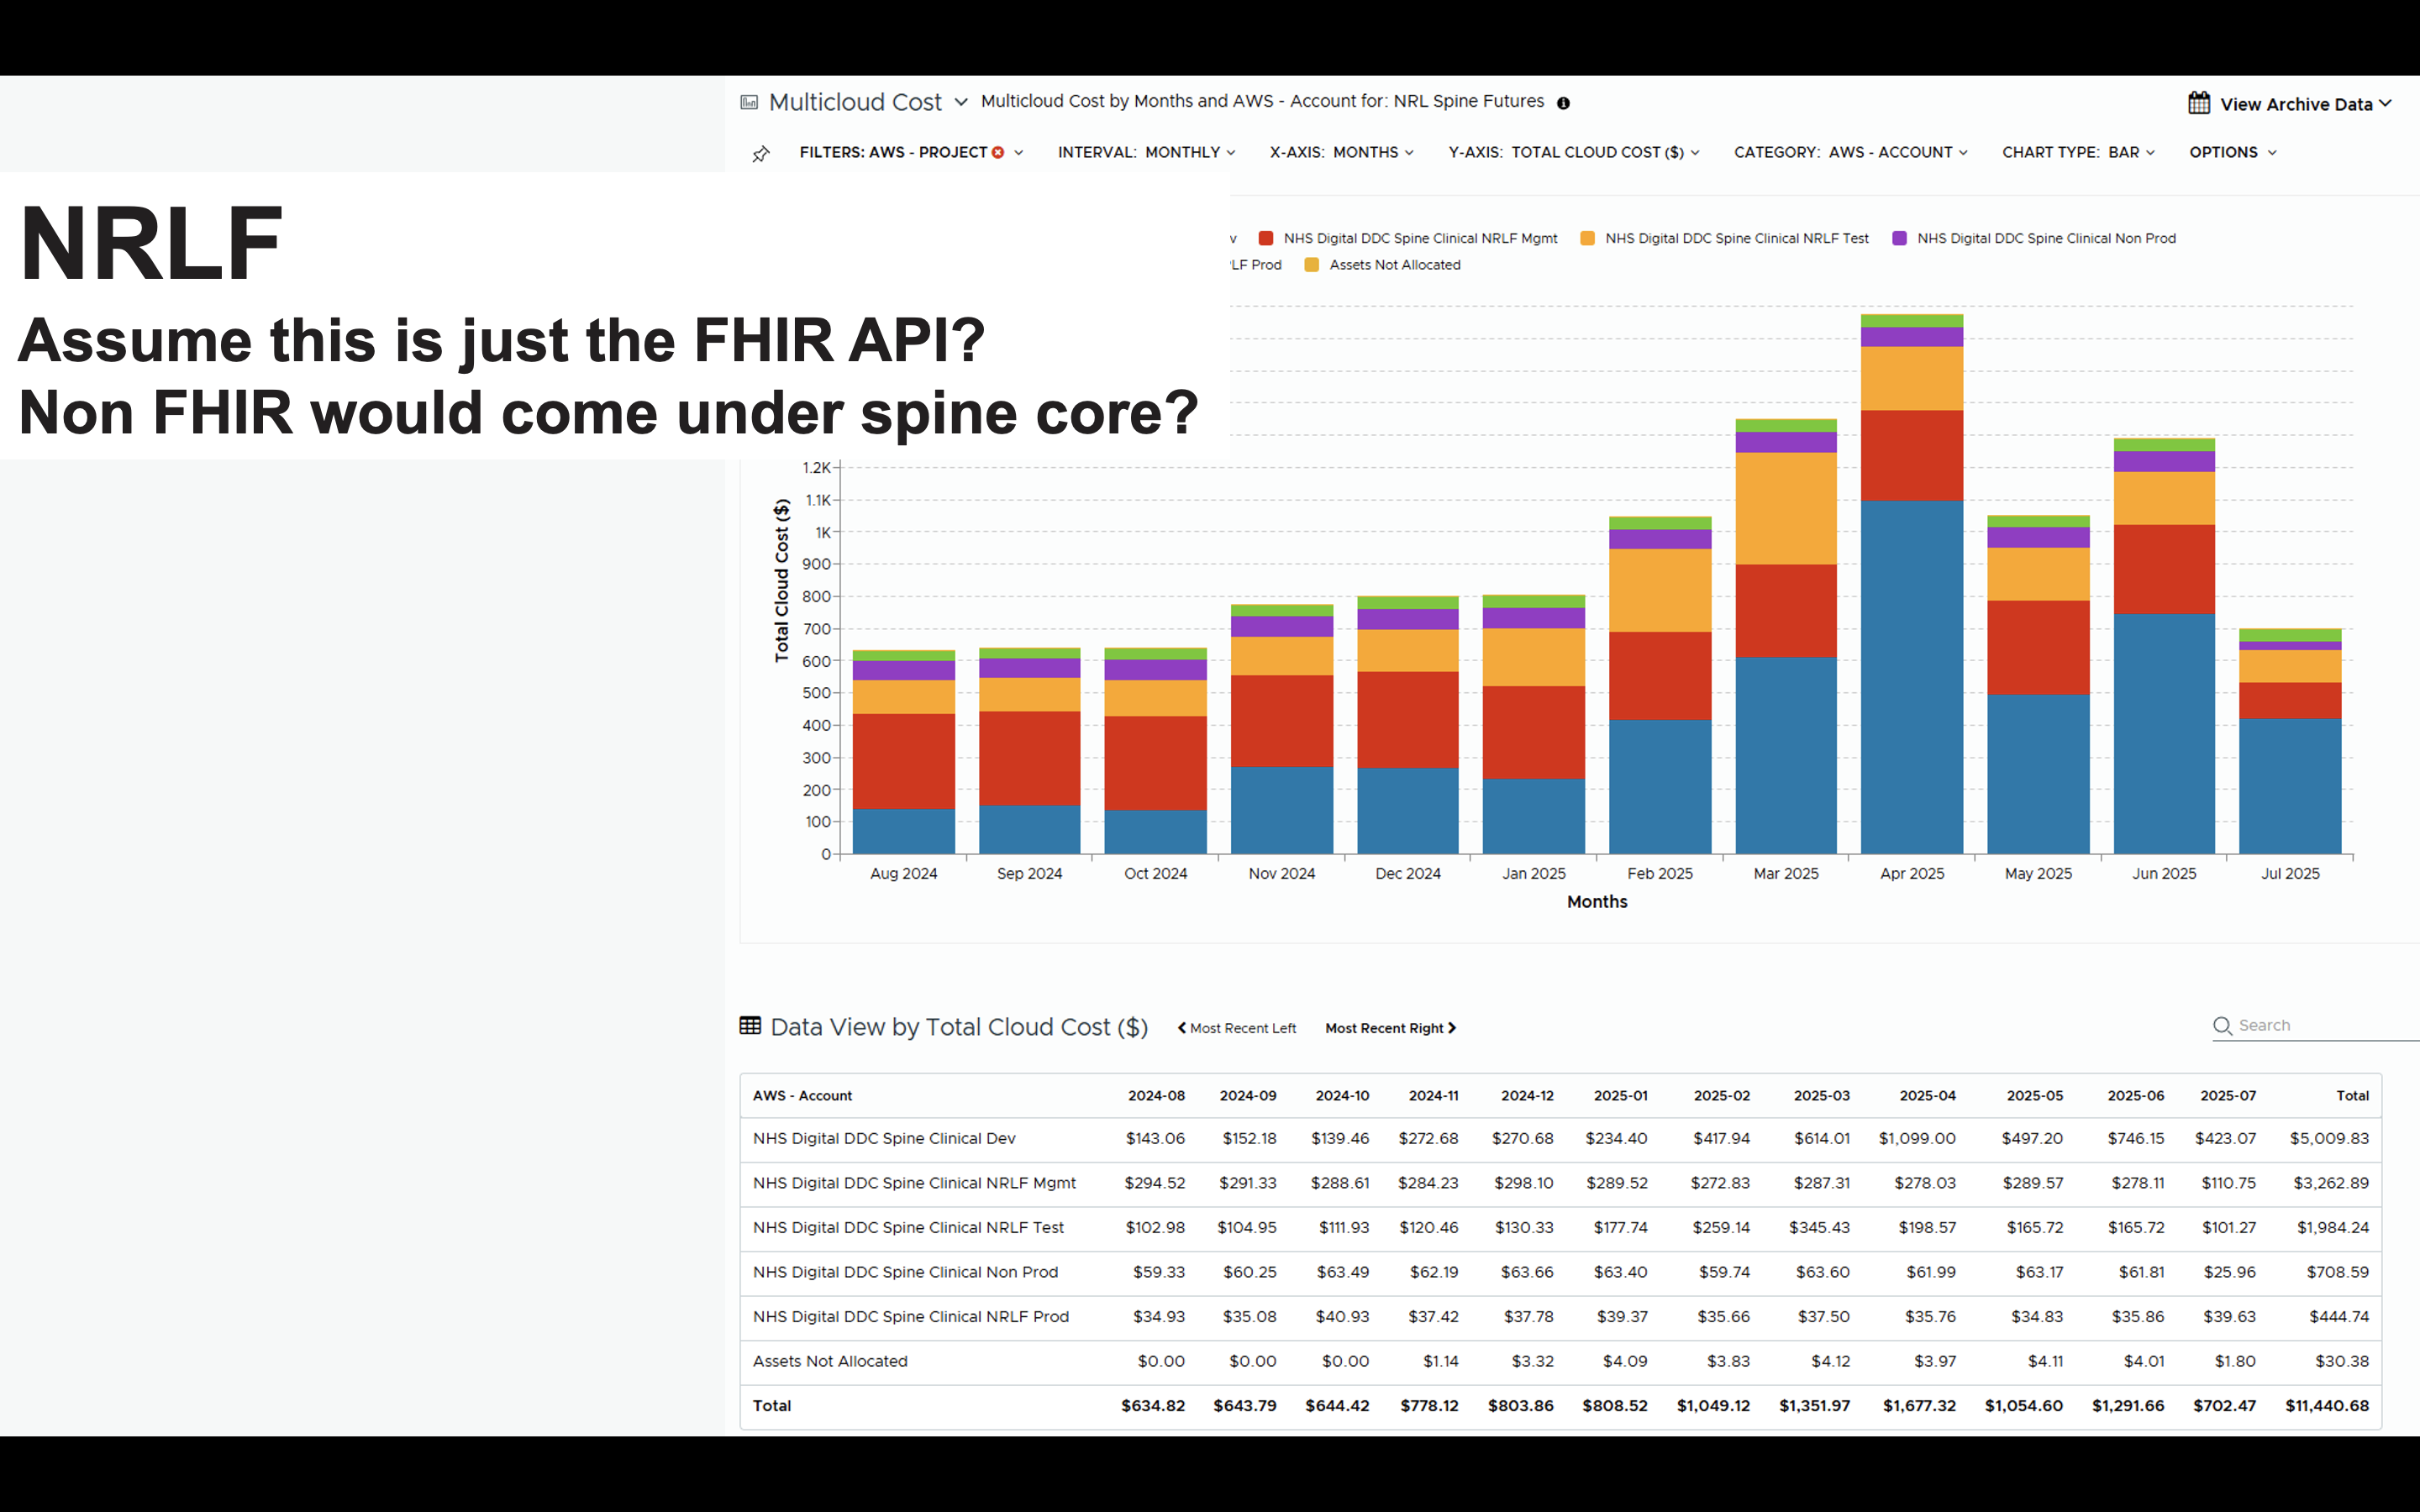 Multicloud Cost Multicloud Cost by Months and AWS - Account for: NRL Spine Futures View Archive Data
FILTERS: AWS - PROJECT INTERVAL: MONTHLY X-AXIS: MONTHS Y-AXIS: TOTAL CLOUD COST ($) CATEGORY: AWS - ACCOUNT CHART TYPE: BAR OPTIONS
NRLF
Assume this is just the FHIR API?
Non FHIR would come under spine core?
v NHS Digital DDC Spine Clinical NRLF Mgmt NHS Digital DDC Spine Clinical NRLF Test NHS Digital DDC Spine Clinical Non Prod
LF Prod Assets Not Allocated
Total Cloud Cost ($)
1.2K
1.1K
1K
900
800
700
600
500
400
300
200
100
0
Aug 2024 Sep 2024 Oct 2024 Nov 2024 Dec 2024 Jan 2025 Feb 2025 Mar 2025 Apr 2025 May 2025 Jun 2025 Jul 2025
Months
Data View by Total Cloud Cost ($) Most Recent Left Most Recent Right Search
AWS - Account 2024-08 2024-09 2024-10 2024-11 2024-12 2025-01 2025-02 2025-03 2025-04 2025-05 2025-06 2025-07 Total
NHS Digital DDC Spine Clinical Dev $143.06 $152.18 $139.46 $272.68 $270.68 $234.40 $417.94 $614.01 $1,099.00 $497.20 $746.15 $423.07 $5,009.83
NHS Digital DDC Spine Clinical NRLF Mgmt $294.52 $291.33 $288.61 $284.23 $298.10 $289.52 $272.83 $287.31 $278.03 $289.57 $278.11 $110.75 $3,262.89
NHS Digital DDC Spine Clinical NRLF Test $102.98 $104.95 $111.93 $120.46 $130.33 $177.74 $259.14 $345.43 $198.57 $165.72 $165.72 $101.27 $1,984.24
NHS Digital DDC Spine Clinical Non Prod $59.33 $60.25 $63.49 $62.19 $63.66 $63.40 $59.74 $63.60 $61.99 $63.17 $61.81 $25.96 $708.59
NHS Digital DDC Spine Clinical NRLF Prod $34.93 $35.08 $40.93 $37.42 $37.78 $39.37 $35.66 $37.50 $35.76 $34.83 $35.86 $39.63 $444.74
Assets Not Allocated $0.00 $0.00 $0.00 $1.14 $3.32 $4.09 $3.83 $4.12 $3.97 $4.11 $4.01 $1.80 $30.38
Total $634.82 $643.79 $644.42 $778.12 $803.86 $808.52 $1,049.12 $1,351.97 $1,677.32 $1,054.60 $1,291.66 $702.47 $11,440.68